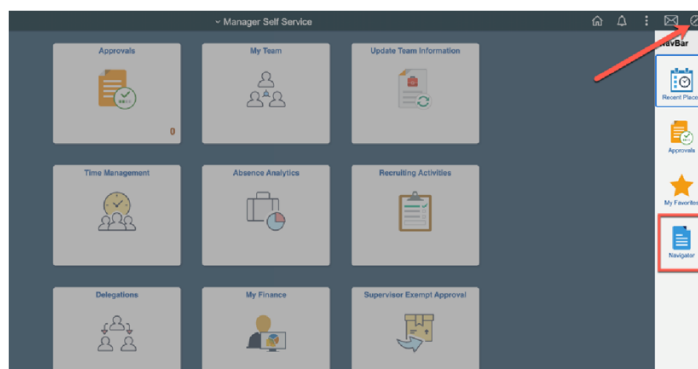 Manager Self Service
NavBar
Approvals
My Team
Update Team Information
0
Recent Place
Approvals
Time Management
Absence Analytics
Recruiting Activities
My Favorites
Navigator
Delegations
My Finance
Supervisor Exempt Approval